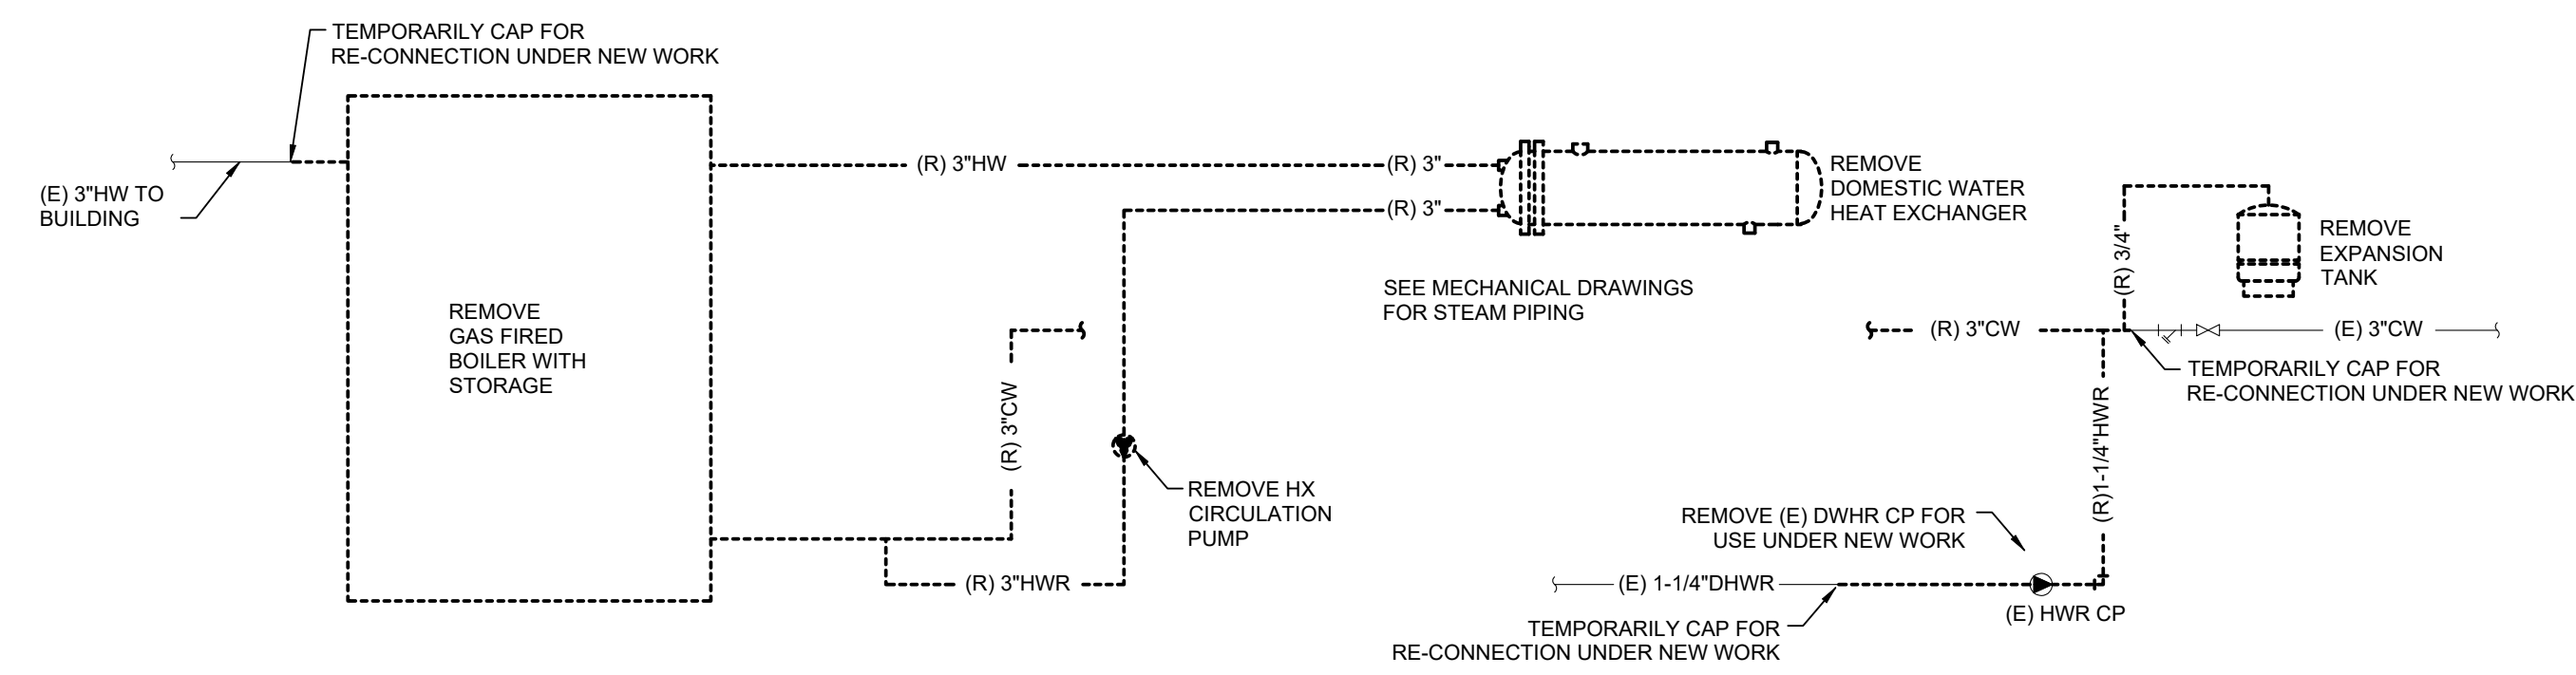 TEMPORARILY CAP FOR
RE-CONNECTION UNDER NEW WORK
(E) 3"HW TO
BUILDING
REMOVE
GAS FIRED
BOILER WITH
STORAGE
(R) 3"HW
(R) 3"
(R) 3"
REMOVE
DOMESTIC WATER
HEAT EXCHANGER
SEE MECHANICAL DRAWINGS
FOR STEAM PIPING
(R) 3/4"
REMOVE
EXPANSION
TANK
(R) 3"CW
(E) 3"CW
TEMPORARILY CAP FOR
RE-CONNECTION UNDER NEW WORK
(R) 3"CW
(R)1-1/4"HWR
REMOVE HX
CIRCULATION
PUMP
(R) 3"HWR
REMOVE (E) DWHR CP FOR
USE UNDER NEW WORK
(E) 1-1/4"DHWR
(E) HWR CP
TEMPORARILY CAP FOR
RE-CONNECTION UNDER NEW WORK